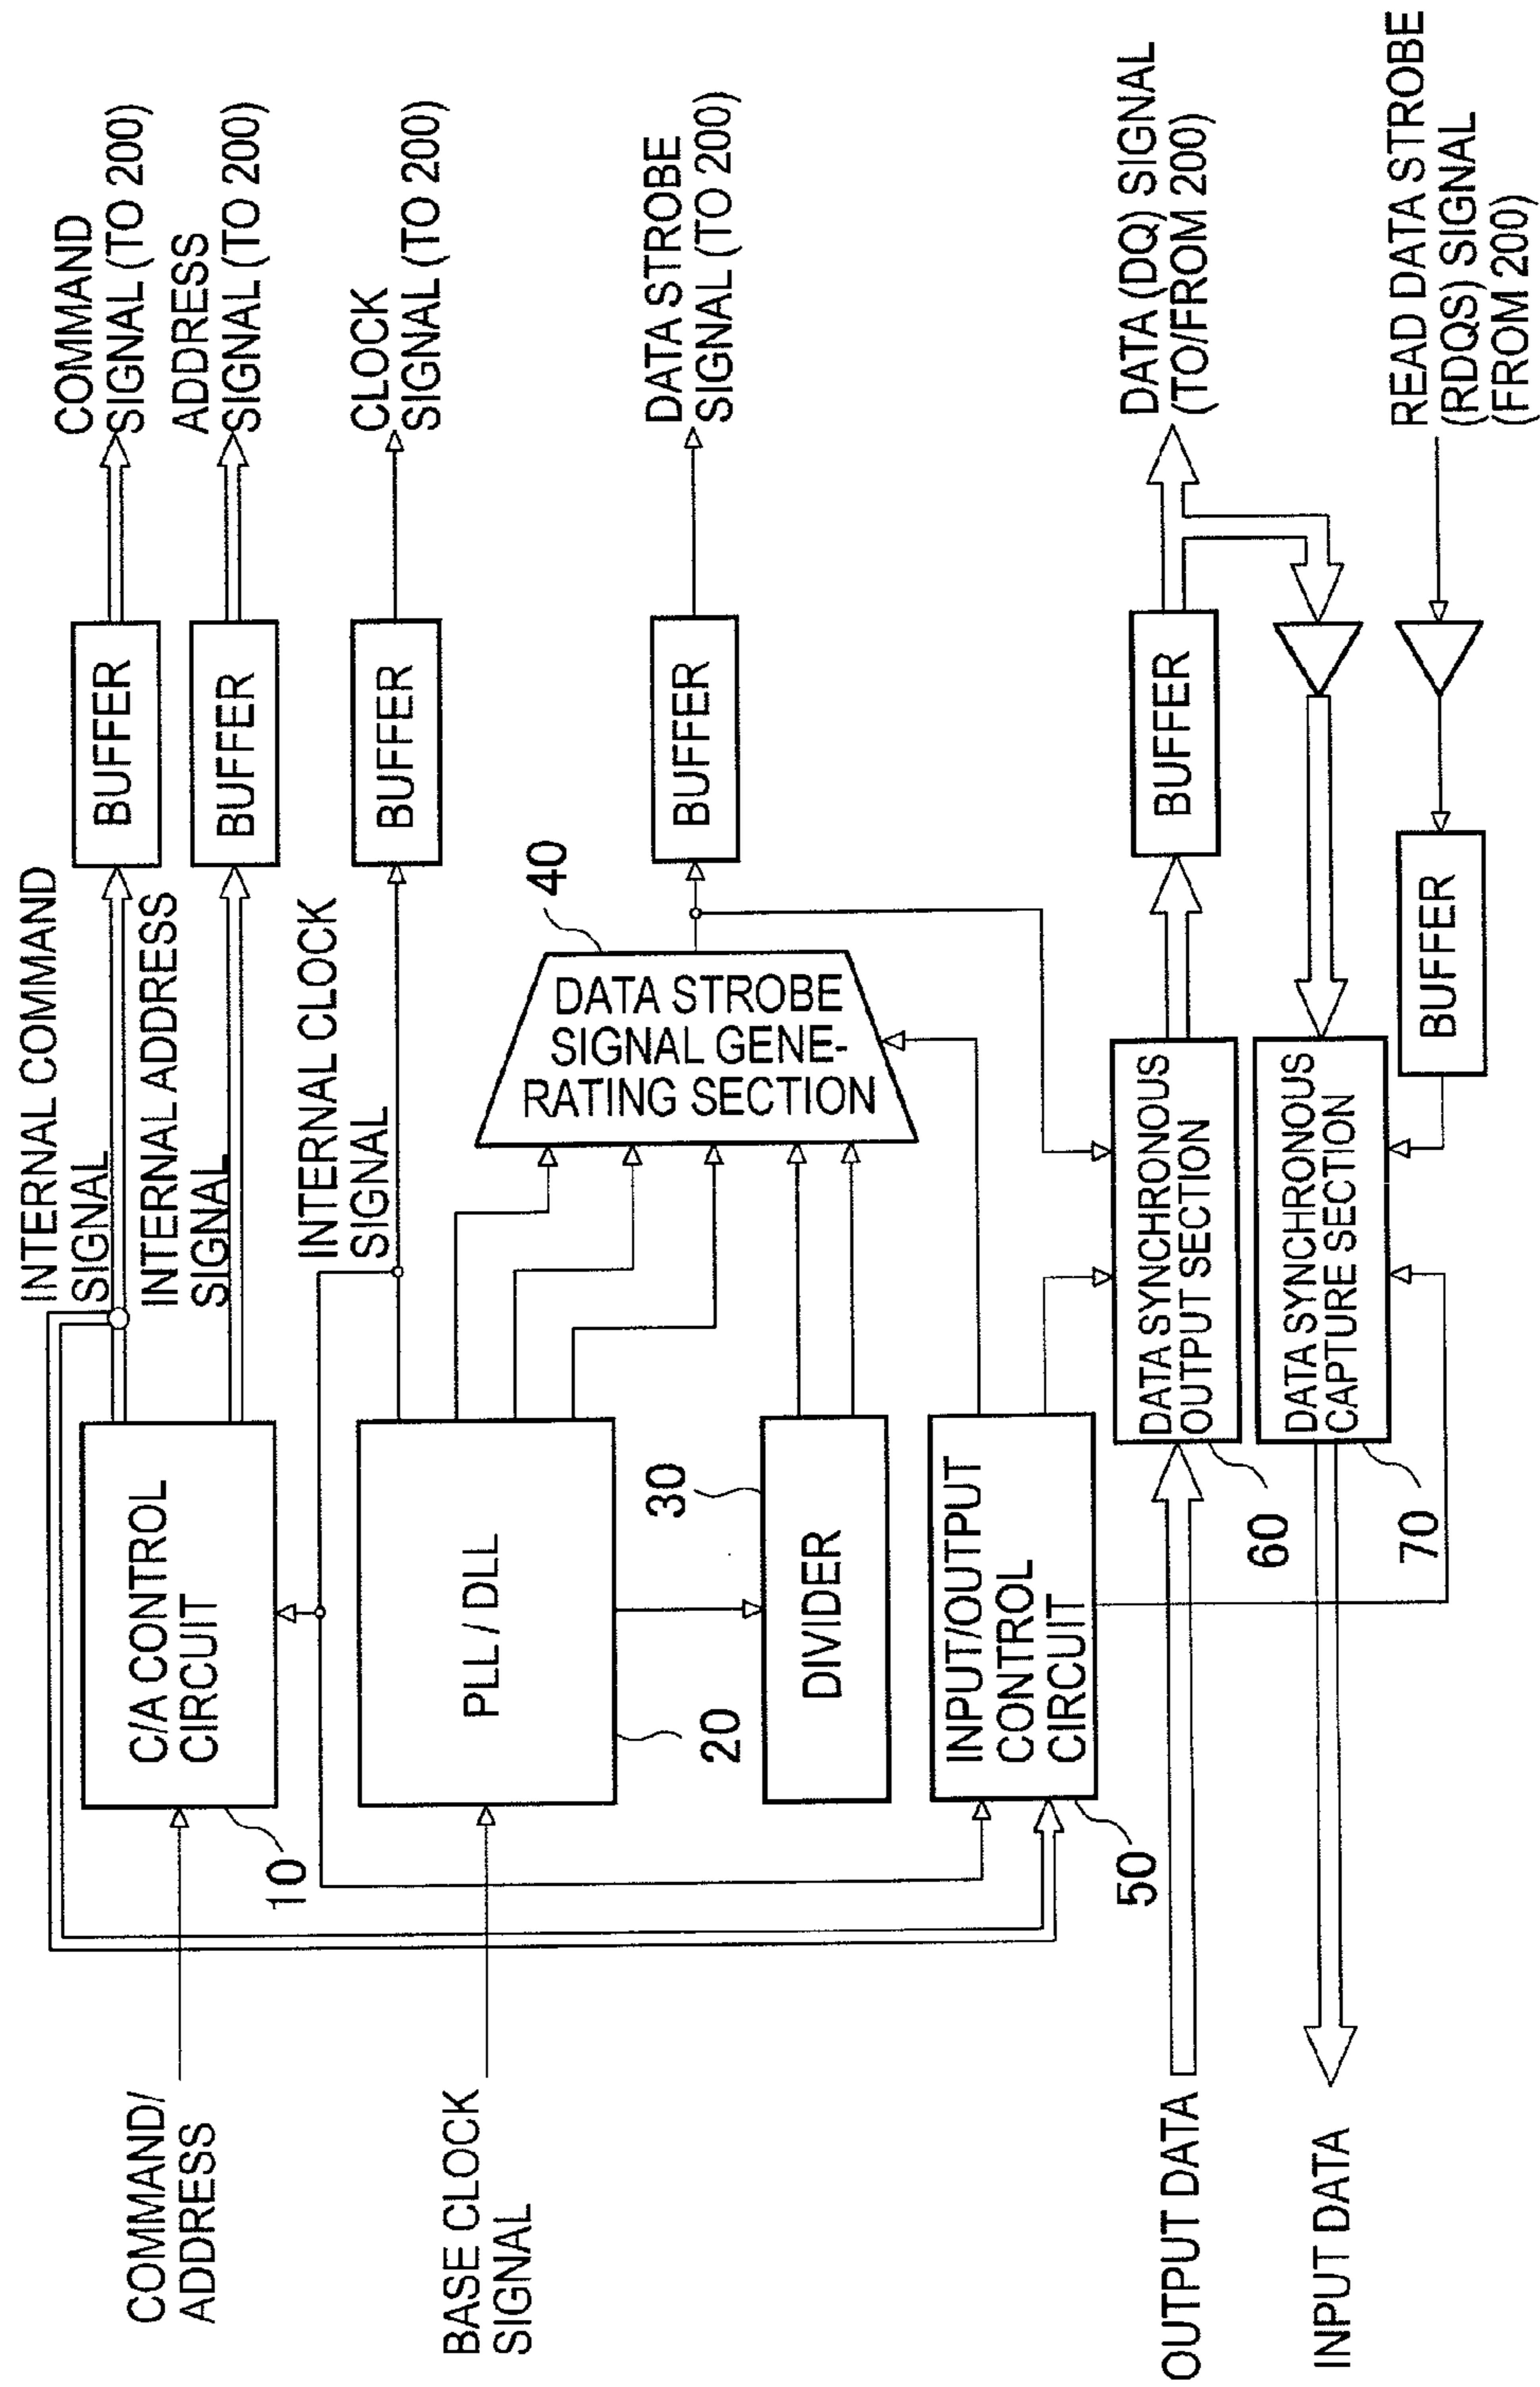 COMMAND/
ADDRESS
BASE CLOCK
SIGNAL
OUTPUT DATA
INPUT DATA
10
C/A CONTROL
CIRCUIT
PLL / DLL
20
30
DIVIDER
INPUT/OUTPUT
CONTROL
CIRCUIT
50
INTERNAL COMMAND
SIGNAL
INTERNAL ADDRESS
SIGNAL
INTERNAL CLOCK
SIGNAL
40
DATA STROBE
SIGNAL GENE-
RATING SECTION
DATA SYNCHRONOUS
OUTPUT SECTION
60
DATA SYNCHRONOUS
CAPTURE SECTION
70
BUFFER
BUFFER
BUFFER
BUFFER
BUFFER
BUFFER
COMMAND
SIGNAL (TO 200)
ADDRESS
SIGNAL (TO 200)
CLOCK
SIGNAL (TO 200)
DATA STROBE
SIGNAL (TO 200)
DATA (DQ) SIGNAL
(TO/FROM 200)
READ DATA STROBE
(RDQS) SIGNAL
(FROM 200)